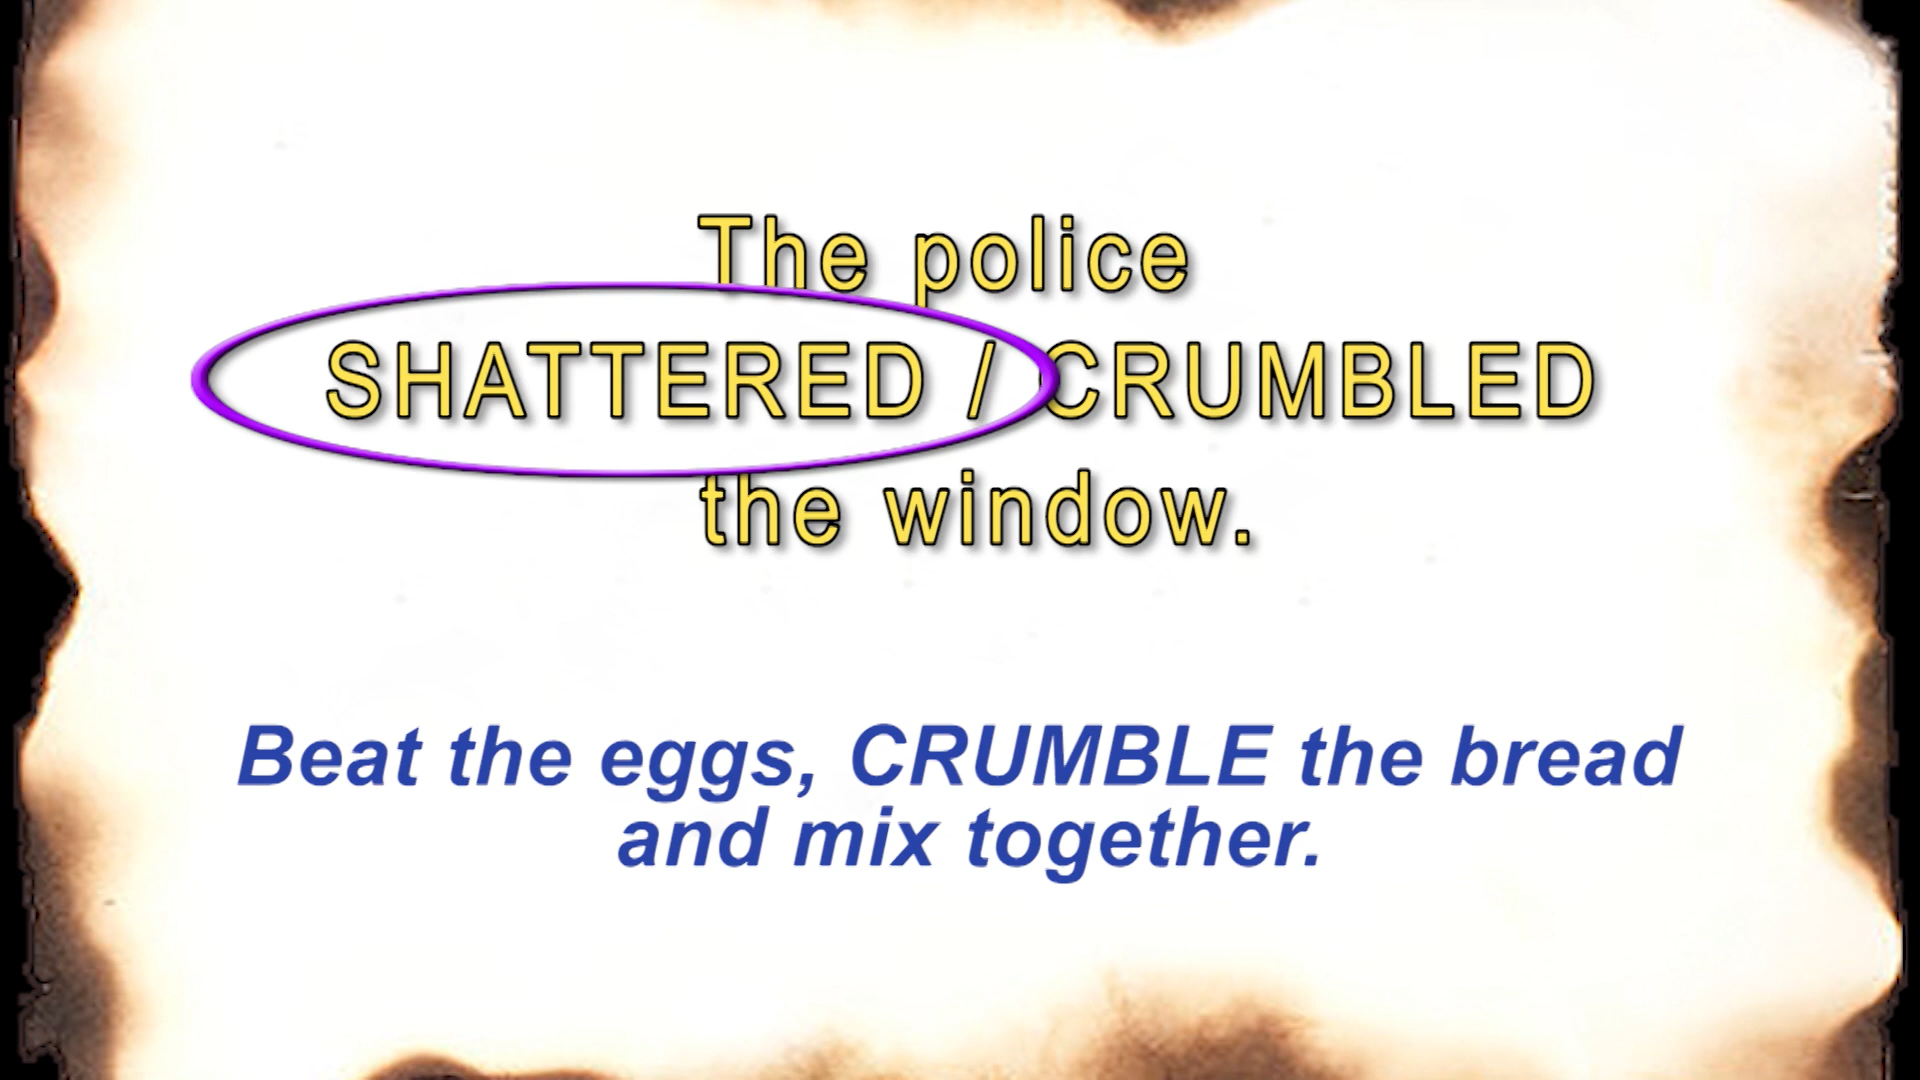 The police
SHATTERED / CRUMBLED
the window.
Beat the eggs, CRUMBLE the bread
and mix together.